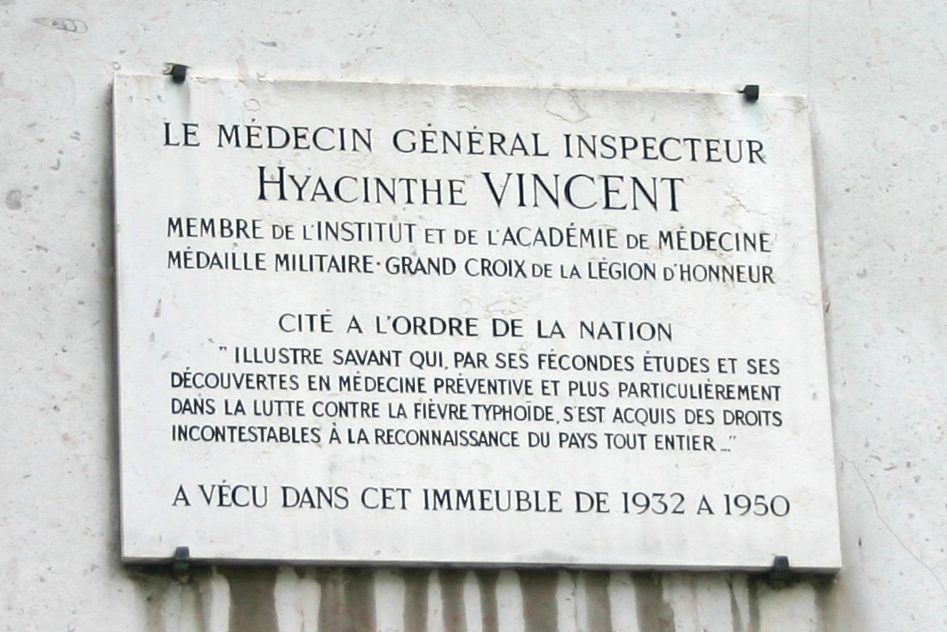 LE MÉDECIN GÉNÉRAL INSPECTEUR
HYACINTHE VINCENT
MEMBRE DE L'INSTITUT ET DE L'ACADÉMIE DE MÉDECINE
MÉDAILLE MILITAIRE · GRAND CROIX DE LA LÉGION D'HONNEUR
CITÉ A L'ORDRE DE LA NATION
"ILLUSTRE SAVANT QUI, PAR SES FÉCONDES ÉTUDES ET SES
DÉCOUVERTES EN MÉDECINE PRÉVENTIVE ET PLUS PARTICULIÈREMENT
DANS LA LUTTE CONTRE LA FIÈVRE TYPHOÏDE, S'EST ACQUIS DES DROITS
INCONTESTABLES À LA RECONNAISSANCE DU PAYS TOUT ENTIER..."
A VÉCU DANS CET IMMEUBLE DE 1932 A 1950